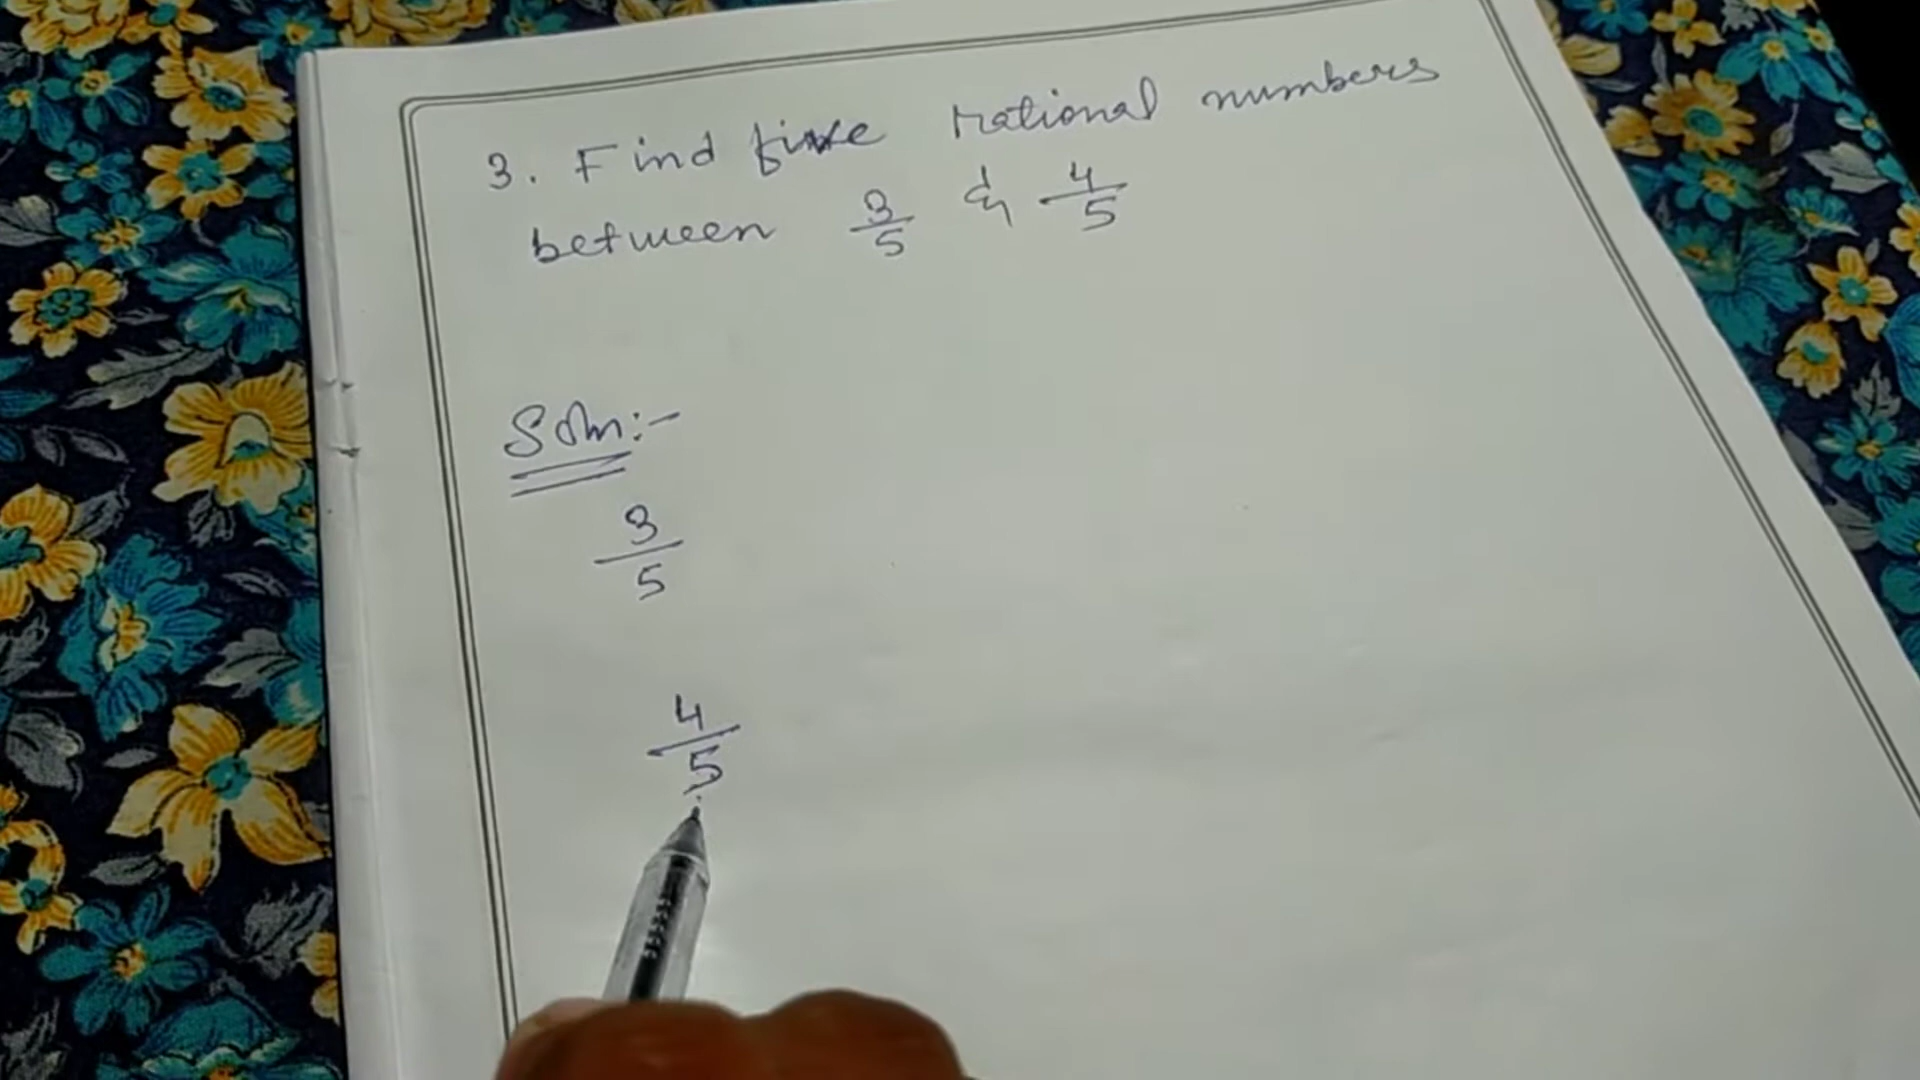 3. Find five rational numbers
between 3/5 & 4/5
Soln:-
3/5
4/5